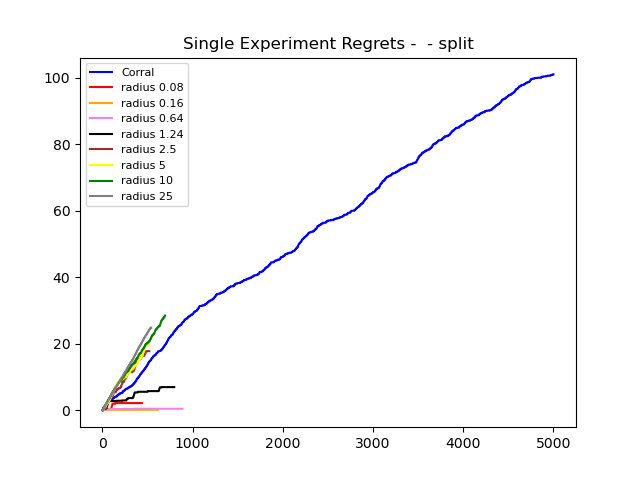 Single Experiment Regrets -  - split
100
80
60
40
20
0
Corral
radius 0.08
radius 0.16
radius 0.64
radius 1.24
radius 2.5
radius 5
radius 10
radius 25
0 1000 2000 3000 4000 5000